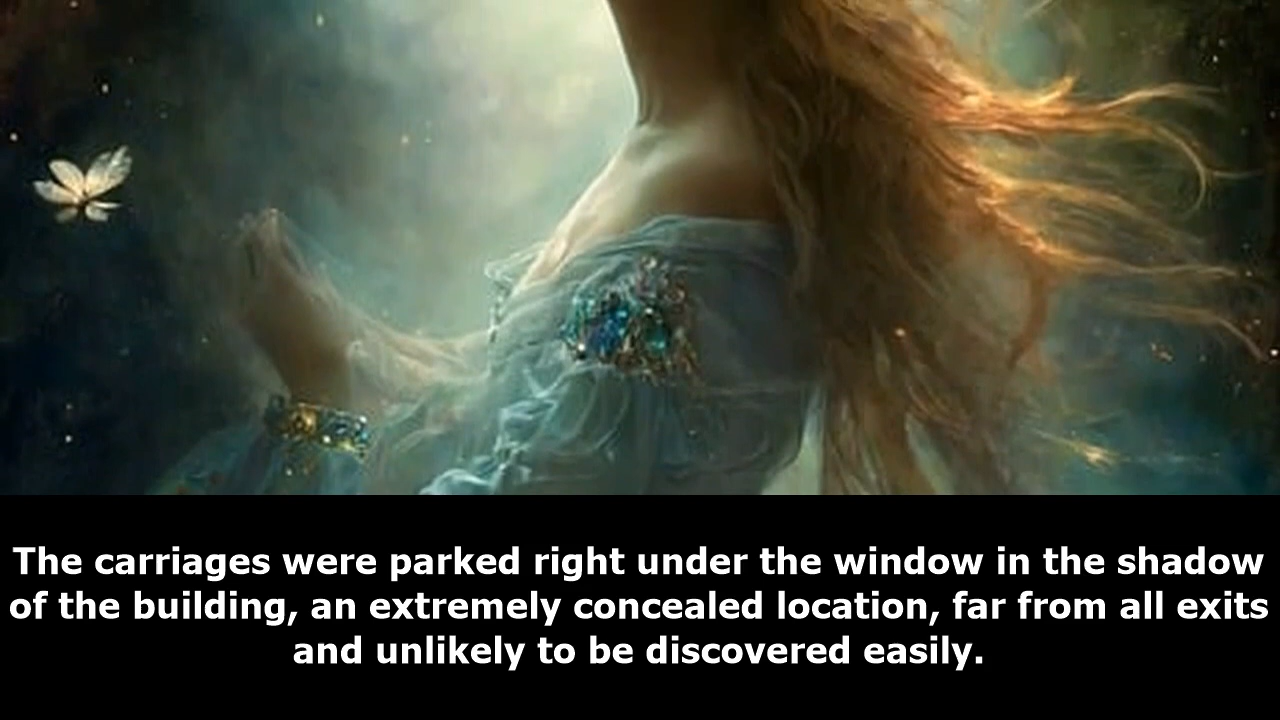 The carriages were parked right under the window in the shadow
of the building, an extremely concealed location, far from all exits
and unlikely to be discovered easily.